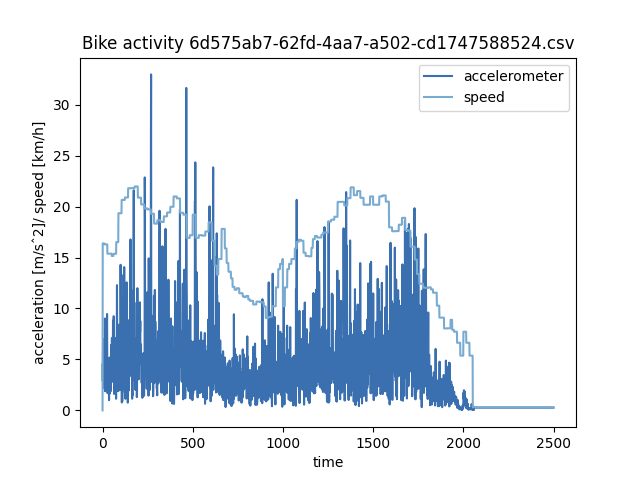 Bike activity 6d575ab7-62fd-4aa7-a502-cd1747588524.csv
accelerometer
speed
acceleration [m/s^2]/ speed [km/h]
30
25
20
15
10
5
0
0 500 1000 1500 2000 2500
time